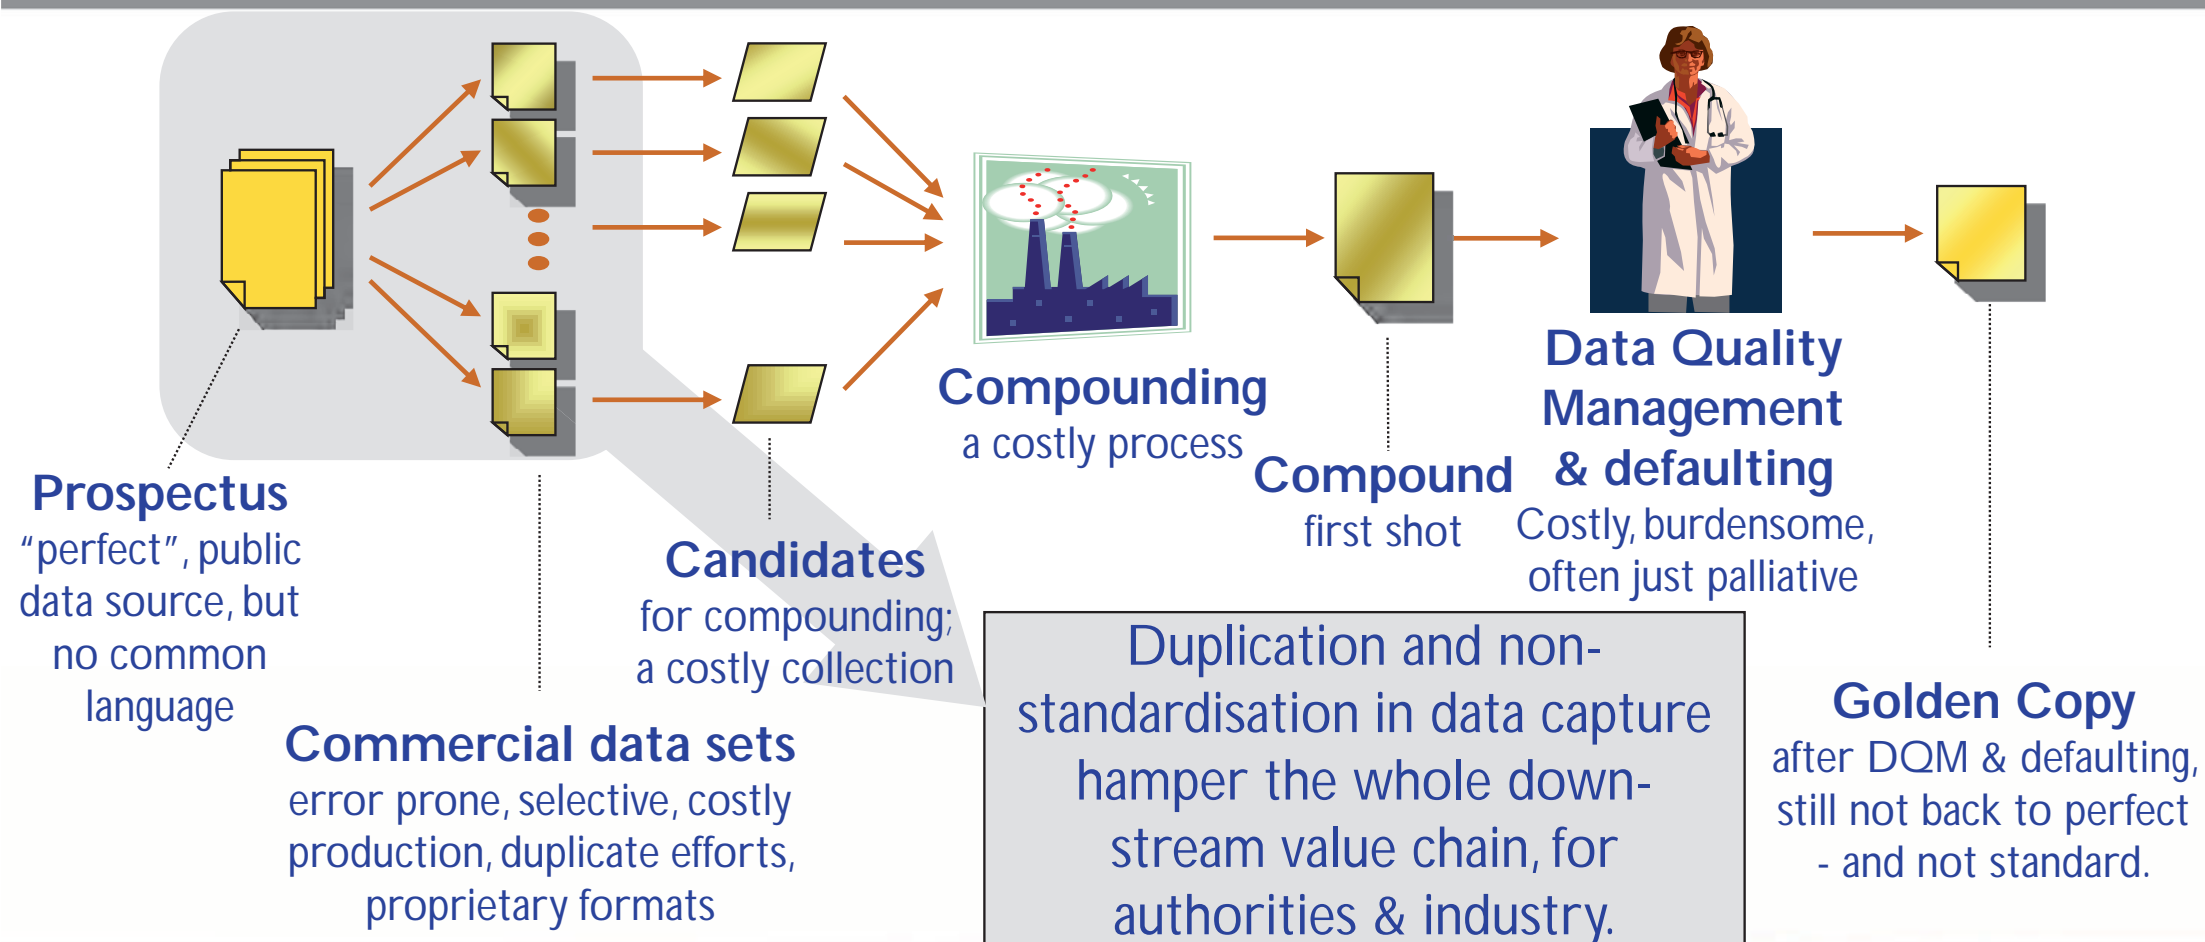 Prospectus
“perfect”, public
data source, but
no common
language
Commercial data sets
error prone, selective, costly
production, duplicate efforts,
proprietary formats
Candidates
for compounding;
a costly collection
Compounding
a costly process
Compound
first shot
Data Quality
Management
& defaulting
Costly, burdensome,
often just palliative
Golden Copy
after DQM & defaulting,
still not back to perfect
- and not standard.
Duplication and non-
standardisation in data capture
hamper the whole down-
stream value chain, for
authorities & industry.